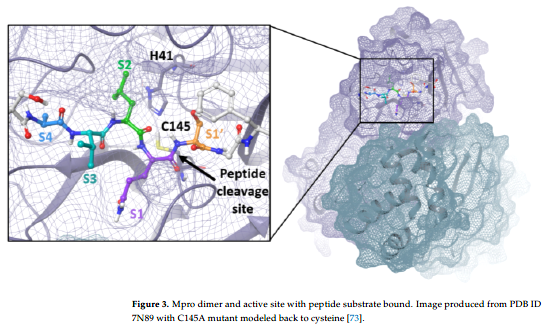 H41
S2
C145
S1'
S4
S3
Peptide
cleavage
site
S1
Figure 3. Mpro dimer and active site with peptide substrate bound. Image produced from PDB ID
7N89 with C145A mutant modeled back to cysteine [73].